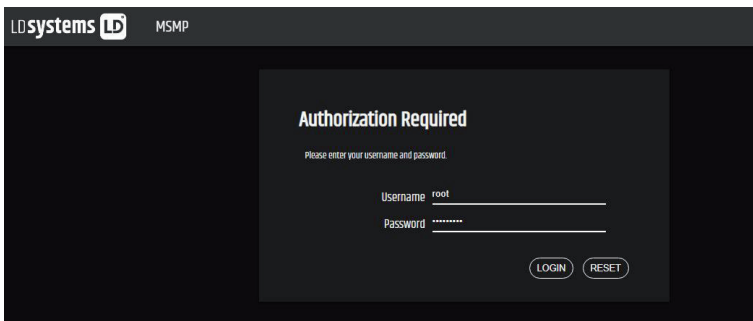 LD systems LD MSMP
Authorization Required
Please enter your username and password.
Username root
Password •••••••••
LOGIN RESET